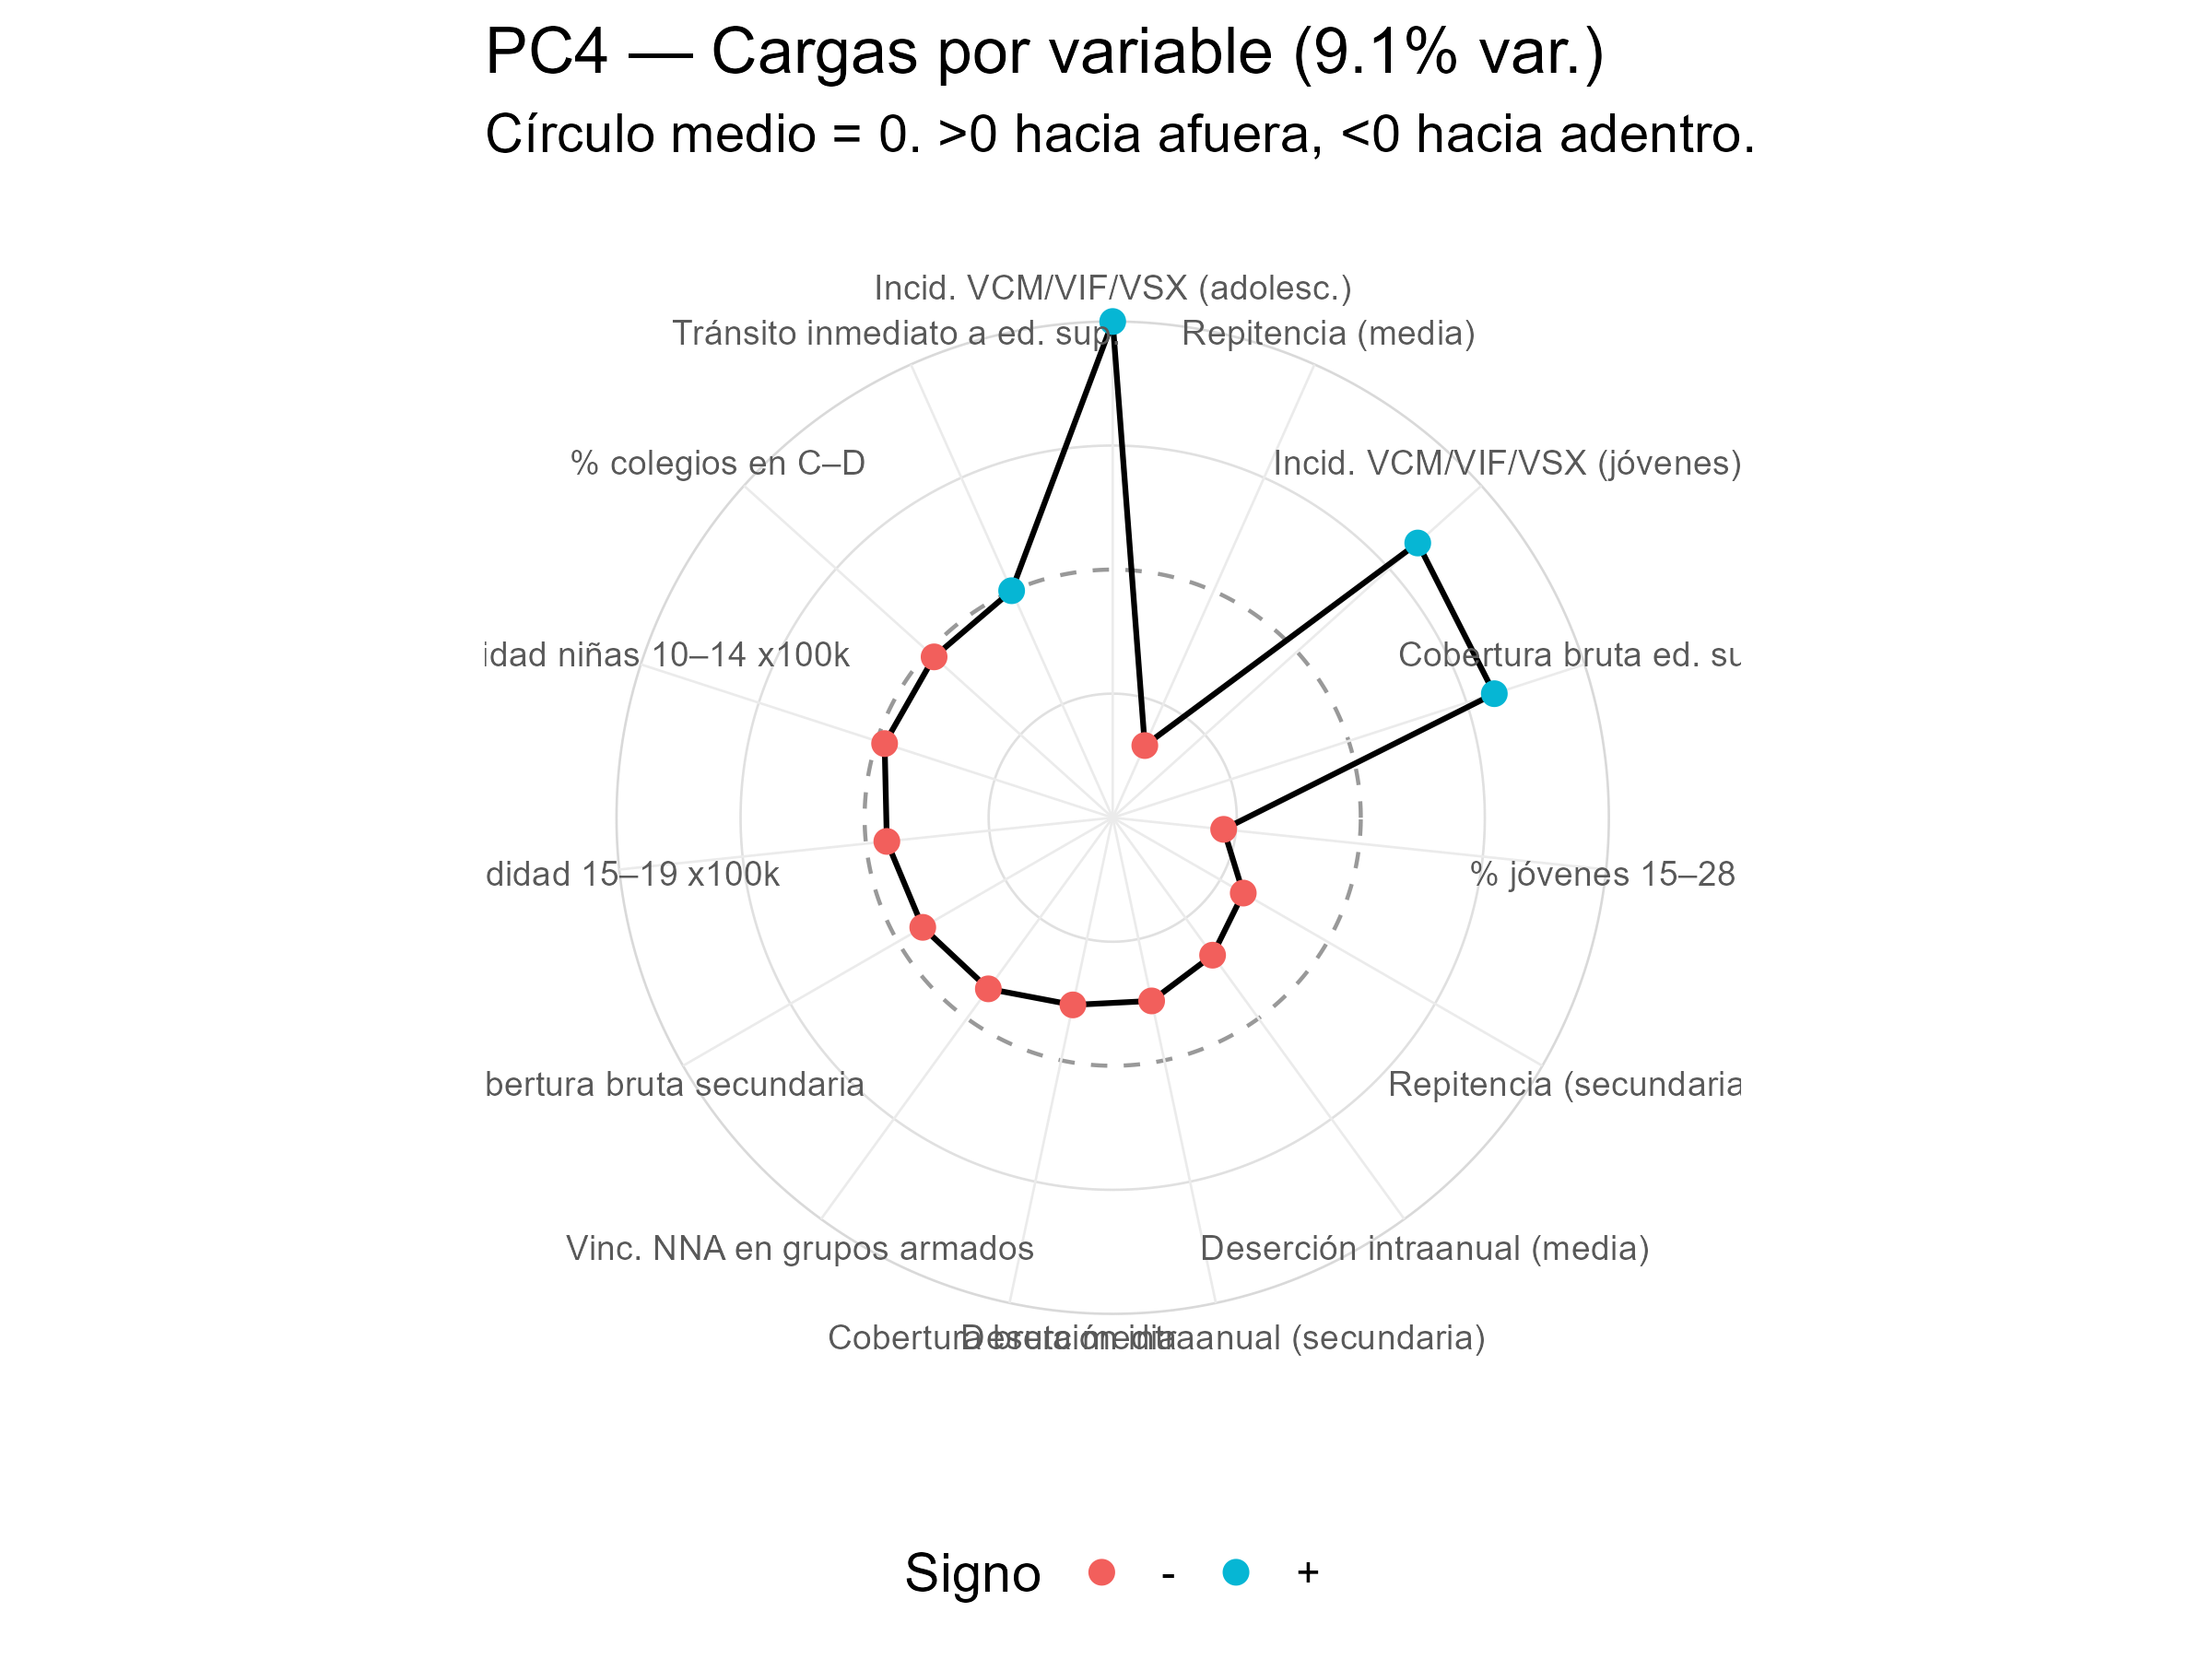 PC4 — Cargas por variable (9.1% var.)
Círculo medio = 0. >0 hacia afuera, <0 hacia adentro.
Incid. VCM/VIF/VSX (adolesc.)
Tránsito inmediato a ed. sup.
Repitencia (media)
% colegios en C–D
Incid. VCM/VIF/VSX (jóvenes)
idad niñas 10–14 x100k
Cobertura bruta ed. su
didad 15–19 x100k
% jóvenes 15–28
bertura bruta secundaria
Repitencia (secundaria
Vinc. NNA en grupos armados
Deserción intraanual (media)
Cobertura bruta media
Deserción intraanual (secundaria)
Signo - +